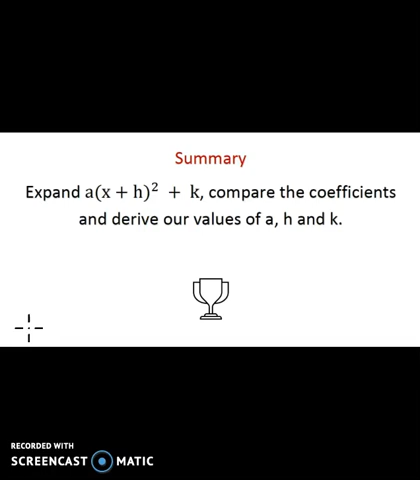 Summary
Expand a(x + h)² + k, compare the coefficients
and derive our values of a, h and k.
RECORDED WITH
SCREENCAST MATIC